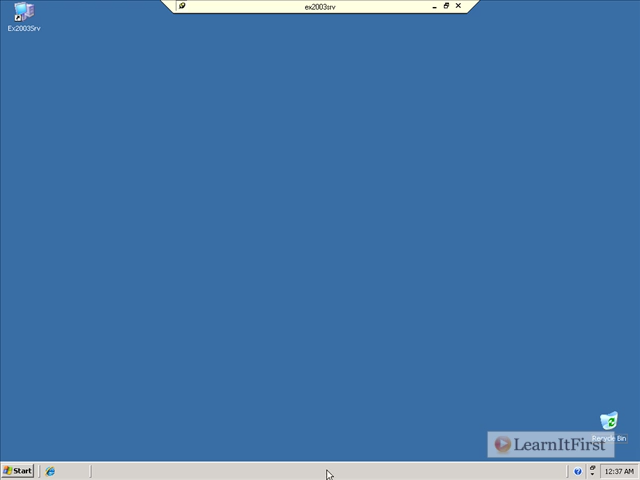 ex2003srv
Ex2003Srv
Recycle Bin
LearnItFirst
Start
12:37 AM